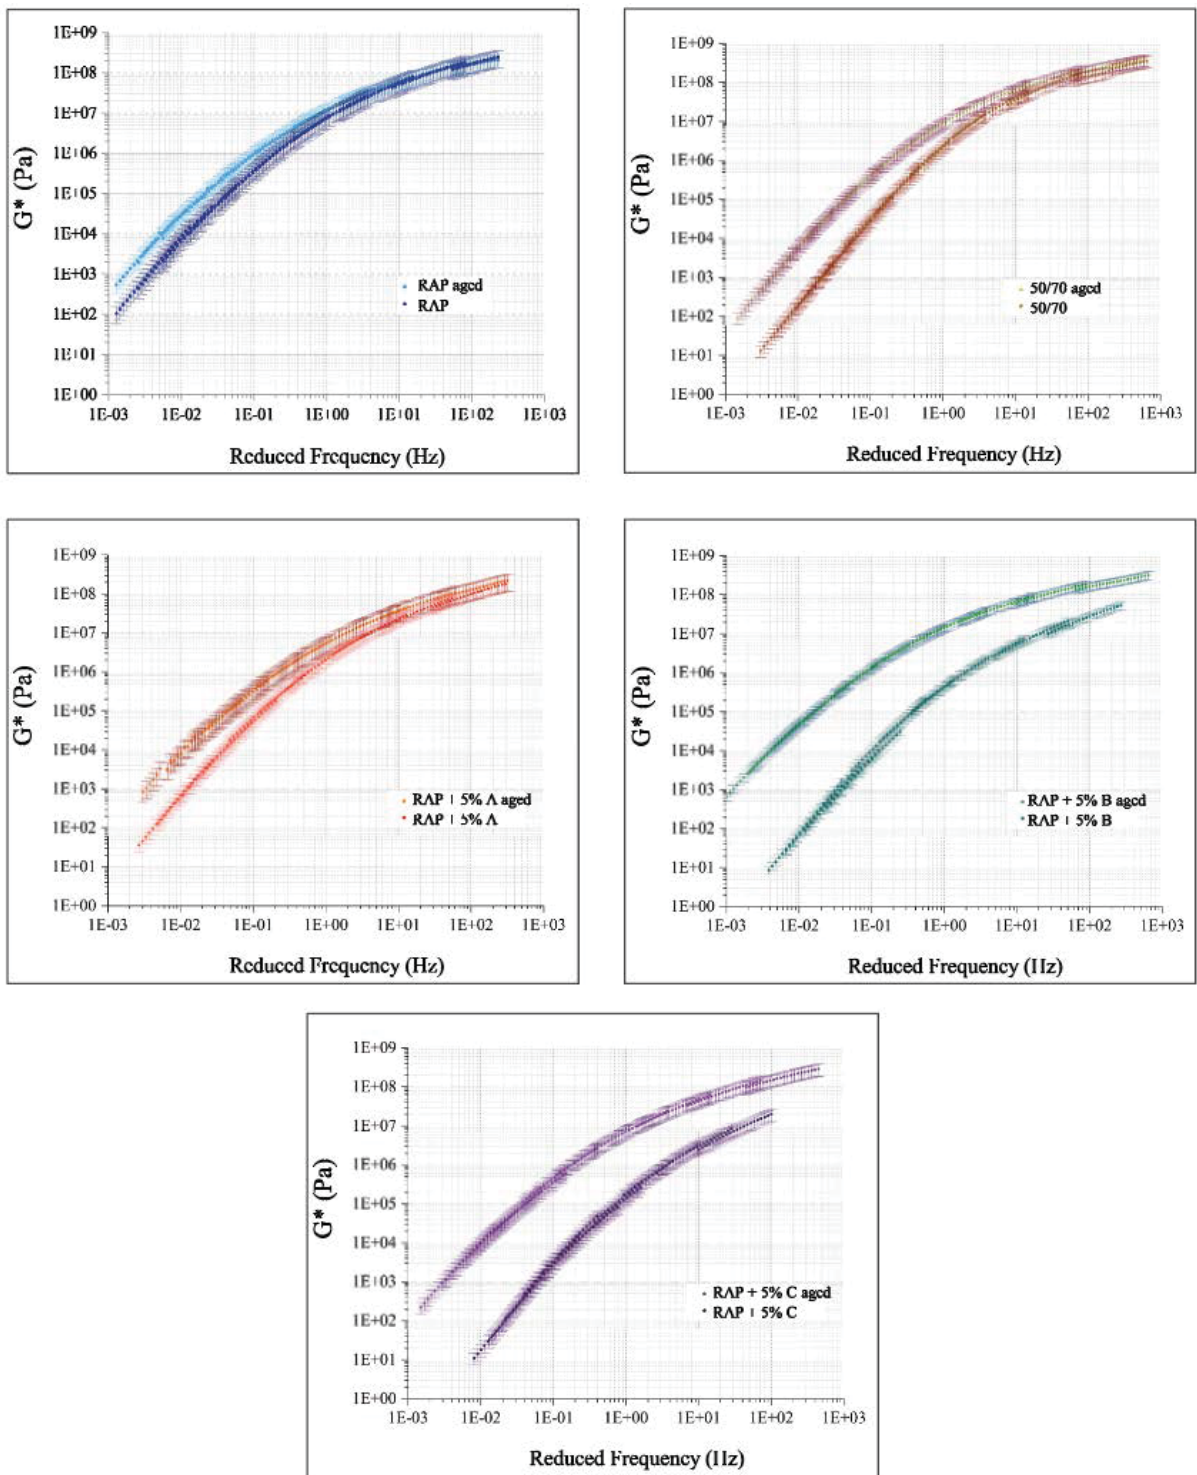 1E+09
1E+08
1E+07
1E+06
1E+05
1E+04
1E+03
1E+02
1E+01
1E+00
G* (Pa)
RAP aged
RAP
1E-03 1E-02 1E-01 1E+00 1E+01 1E+02 1E+03
Reduced Frequency (Hz)
1E+09
1E+08
1E+07
1E+06
1E+05
1E+04
1E+03
1E+02
1E+01
1E+00
G* (Pa)
50/70 aged
50/70
1E-03 1E-02 1E-01 1E+00 1E+01 1E+02 1E+03
Reduced Frequency (Hz)
1E+09
1E+08
1E+07
1E+06
1E+05
1E+04
1E+03
1E+02
1E+01
1E+00
G* (Pa)
RAP + 5% A aged
RAP + 5% A
1E-03 1E-02 1E-01 1E+00 1E+01 1E+02 1E+03
Reduced Frequency (Hz)
1E+09
1E+08
1E+07
1E+06
1E+05
1E+04
1E+03
1E+02
1E+01
1E+00
G* (Pa)
RAP + 5% B aged
RAP + 5% B
1E-03 1E-02 1E-01 1E+00 1E+01 1E+02 1E+03
Reduced Frequency (Hz)
1E+09
1E+08
1E+07
1E+06
1E+05
1E+04
1E+03
1E+02
1E+01
1E+00
G* (Pa)
RAP + 5% C aged
RAP + 5% C
1E-03 1E-02 1E-01 1E+00 1E+01 1E+02 1E+03
Reduced Frequency (Hz)